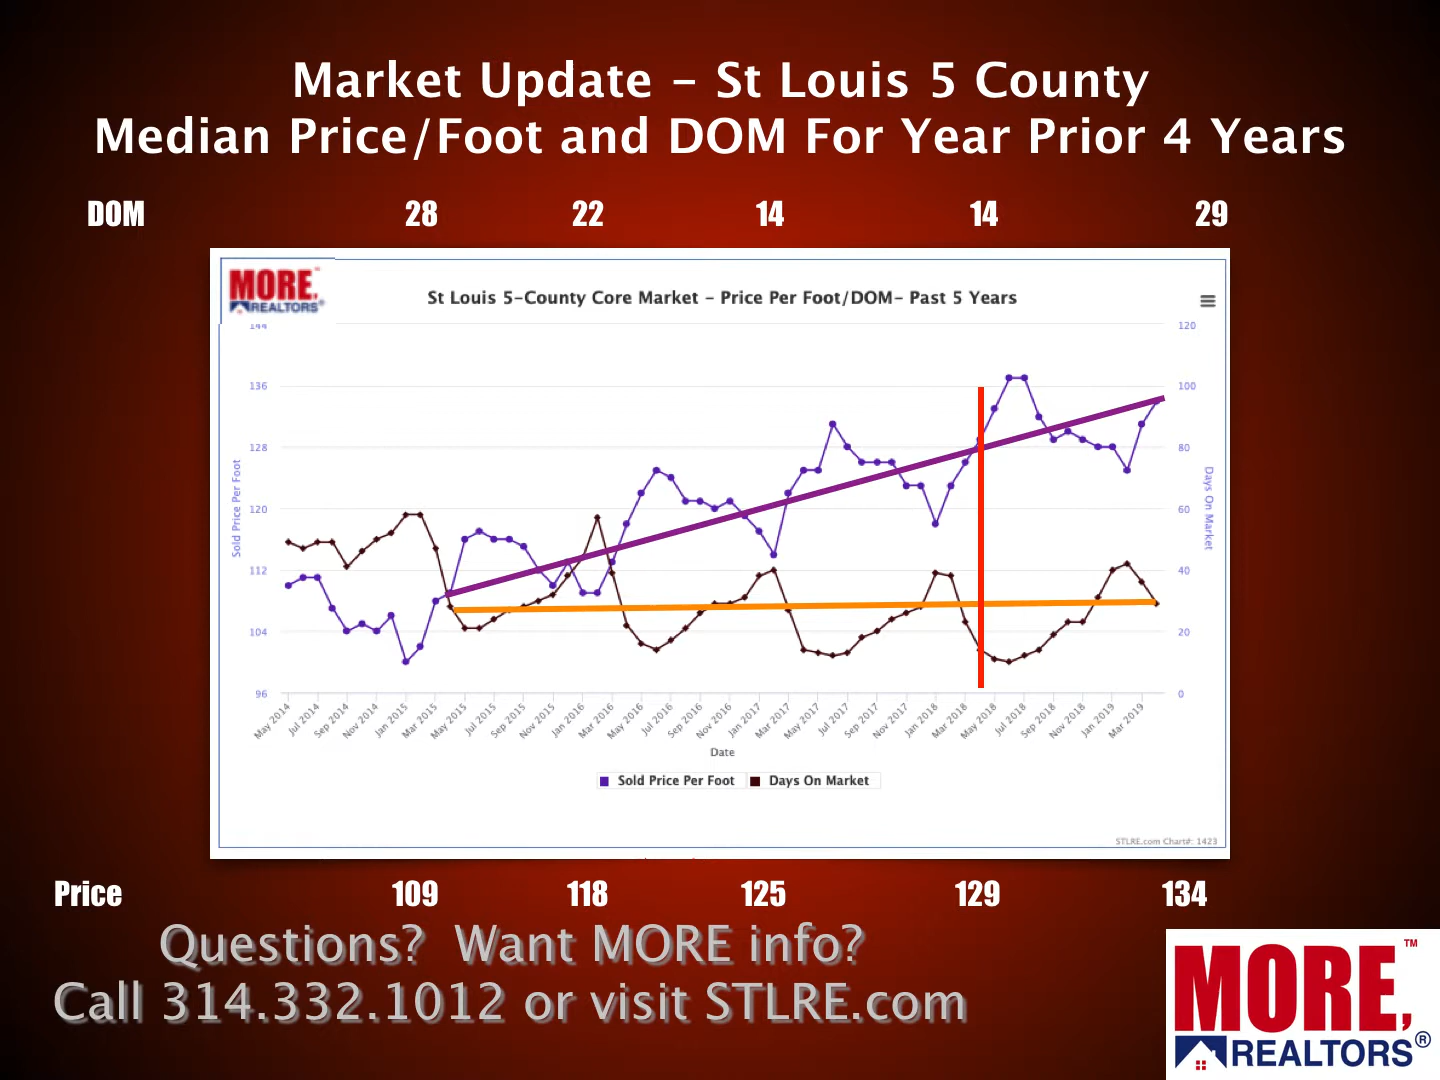 Market Update - St Louis 5 County
Median Price/Foot and DOM For Year Prior 4 Years
DOM 28 22 14 14 29
MORE,™
REALTORS®
St Louis 5-County Core Market - Price Per Foot/DOM- Past 5 Years
144 120
136 100
128 80
120 60
112 40
104 20
96 0
Sold Price Per Foot
Days On Market
May 2014 Jul 2014 Sep 2014 Nov 2014 Jan 2015 Mar 2015 May 2015 Jul 2015 Sep 2015 Nov 2015 Jan 2016 Mar 2016 May 2016 Jul 2016 Sep 2016 Nov 2016 Jan 2017 Mar 2017 May 2017 Jul 2017 Sep 2017 Nov 2017 Jan 2018 Mar 2018 May 2018 Jul 2018 Sep 2018 Nov 2018 Jan 2019 Mar 2019
Date
Sold Price Per Foot Days On Market
STLRE.com Chart#: 1423
Price 109 118 125 129 134
Questions? Want MORE info?
Call 314.332.1012 or visit STLRE.com
MORE,™
REALTORS®